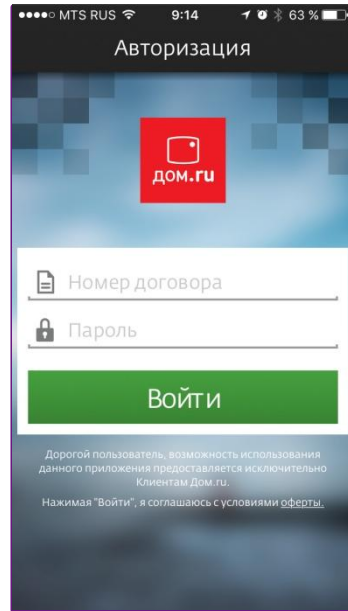 MTS RUS 9:14 63 %
Авторизация
дом.ru
Номер договора
Пароль
Войти
Дорогой пользователь, возможность использования
данного приложения предоставляется исключительно
Клиентам Дом.ru.
Нажимая "Войти", я соглашаюсь с условиями оферты.